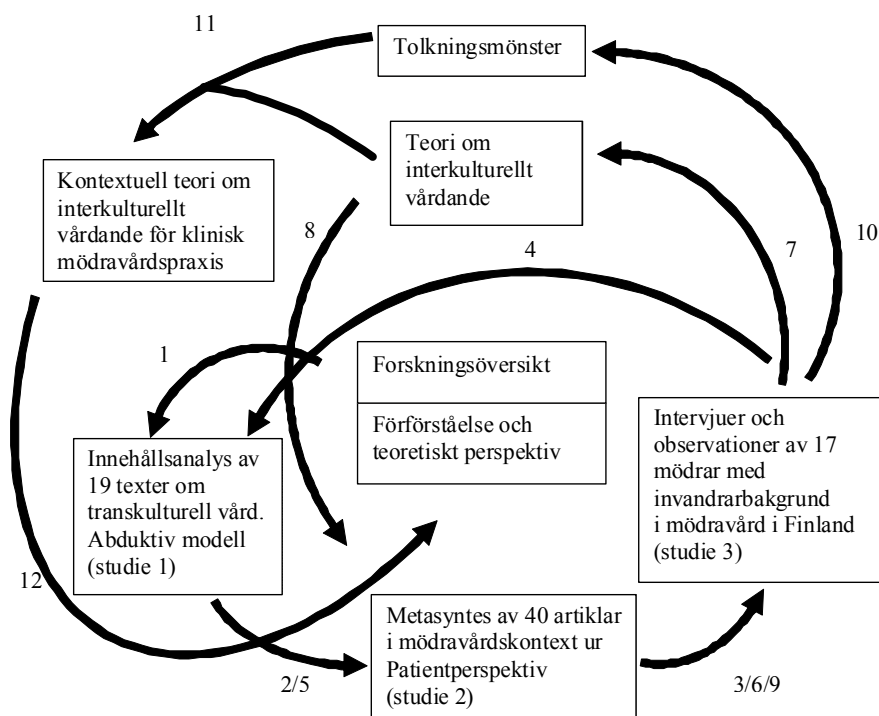 11
Tolkningsmönster
Teori om
interkulturellt
vårdande
Kontextuell teori om
interkulturellt
vårdande för klinisk
mödravårdspraxis
8
4
7
10
1
Forskningsöversikt
Förförståelse och
teoretiskt perspektiv
Innehållsanalys av
19 texter om
transkulturell vård.
Abduktiv modell
(studie 1)
Intervjuer och
observationer av 17
mödrar med
invandrarbakgrund
i mödravård i Finland
(studie 3)
12
Metasyntes av 40 artiklar
i mödravårdskontext ur
Patientperspektiv
(studie 2)
2/5
3/6/9